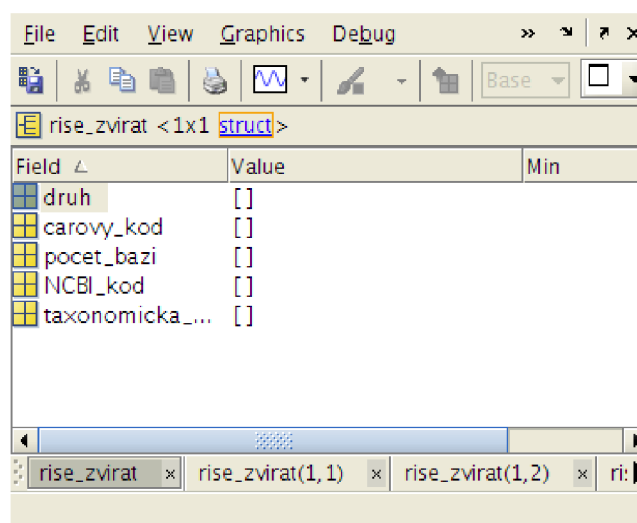 File Edit View Graphics Debug »
Base
rise_zvirat <1x1 struct>
Field Value Min
druh []
carovy_kod []
pocet_bazi []
NCBI_kod []
taxonomicka_... []
rise_zvirat × rise_zvirat(1,1) × rise_zvirat(1,2) ×